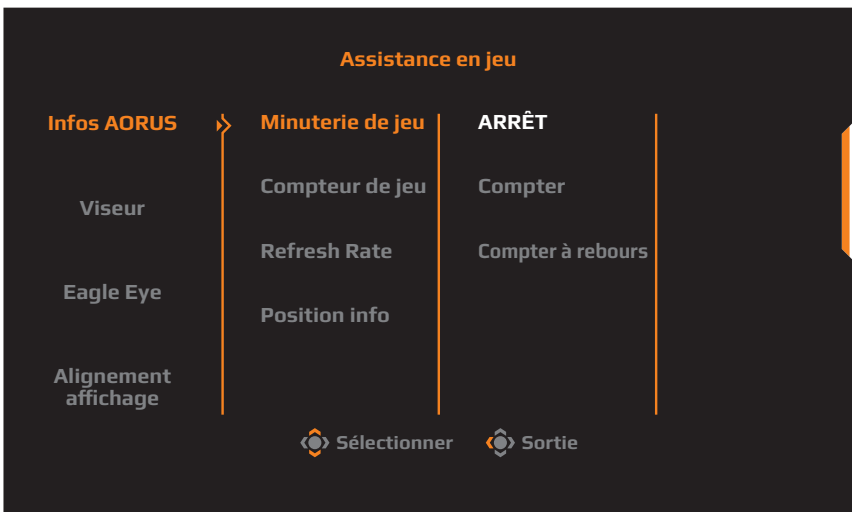 Assistance en jeu
Infos AORUS
Minuterie de jeu
ARRÊT
Compteur de jeu
Compter
Viseur
Refresh Rate
Compter à rebours
Eagle Eye
Position info
Alignement
affichage
Sélectionner
Sortie